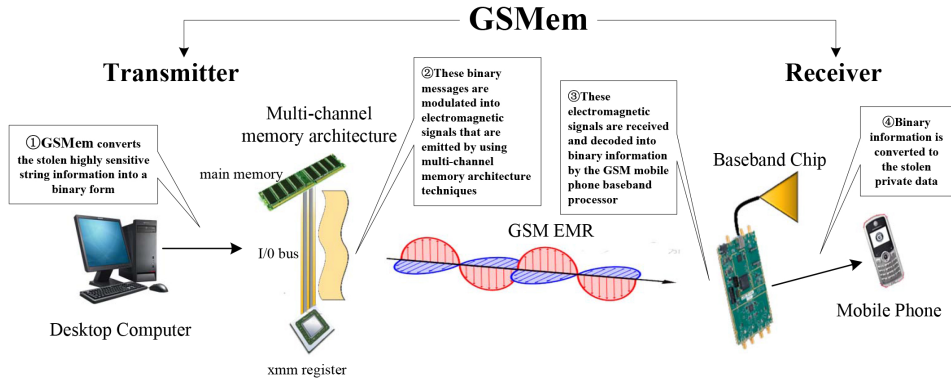 GSMem
Transmitter
Receiver
①GSMem converts
the stolen highly sensitive
string information into a
binary form
Multi-channel
memory architecture
②These binary
messages are
modulated into
electromagnetic
signals that are
emitted by using
multi-channel
memory architecture
techniques
③These
electromagnetic
signals are received
and decoded into
binary information
by the GSM mobile
phone baseband
processor
④Binary
information is
converted to
the stolen
private data
main memory
Baseband Chip
I/0 bus
GSM EMR
Desktop Computer
Mobile Phone
xmm register